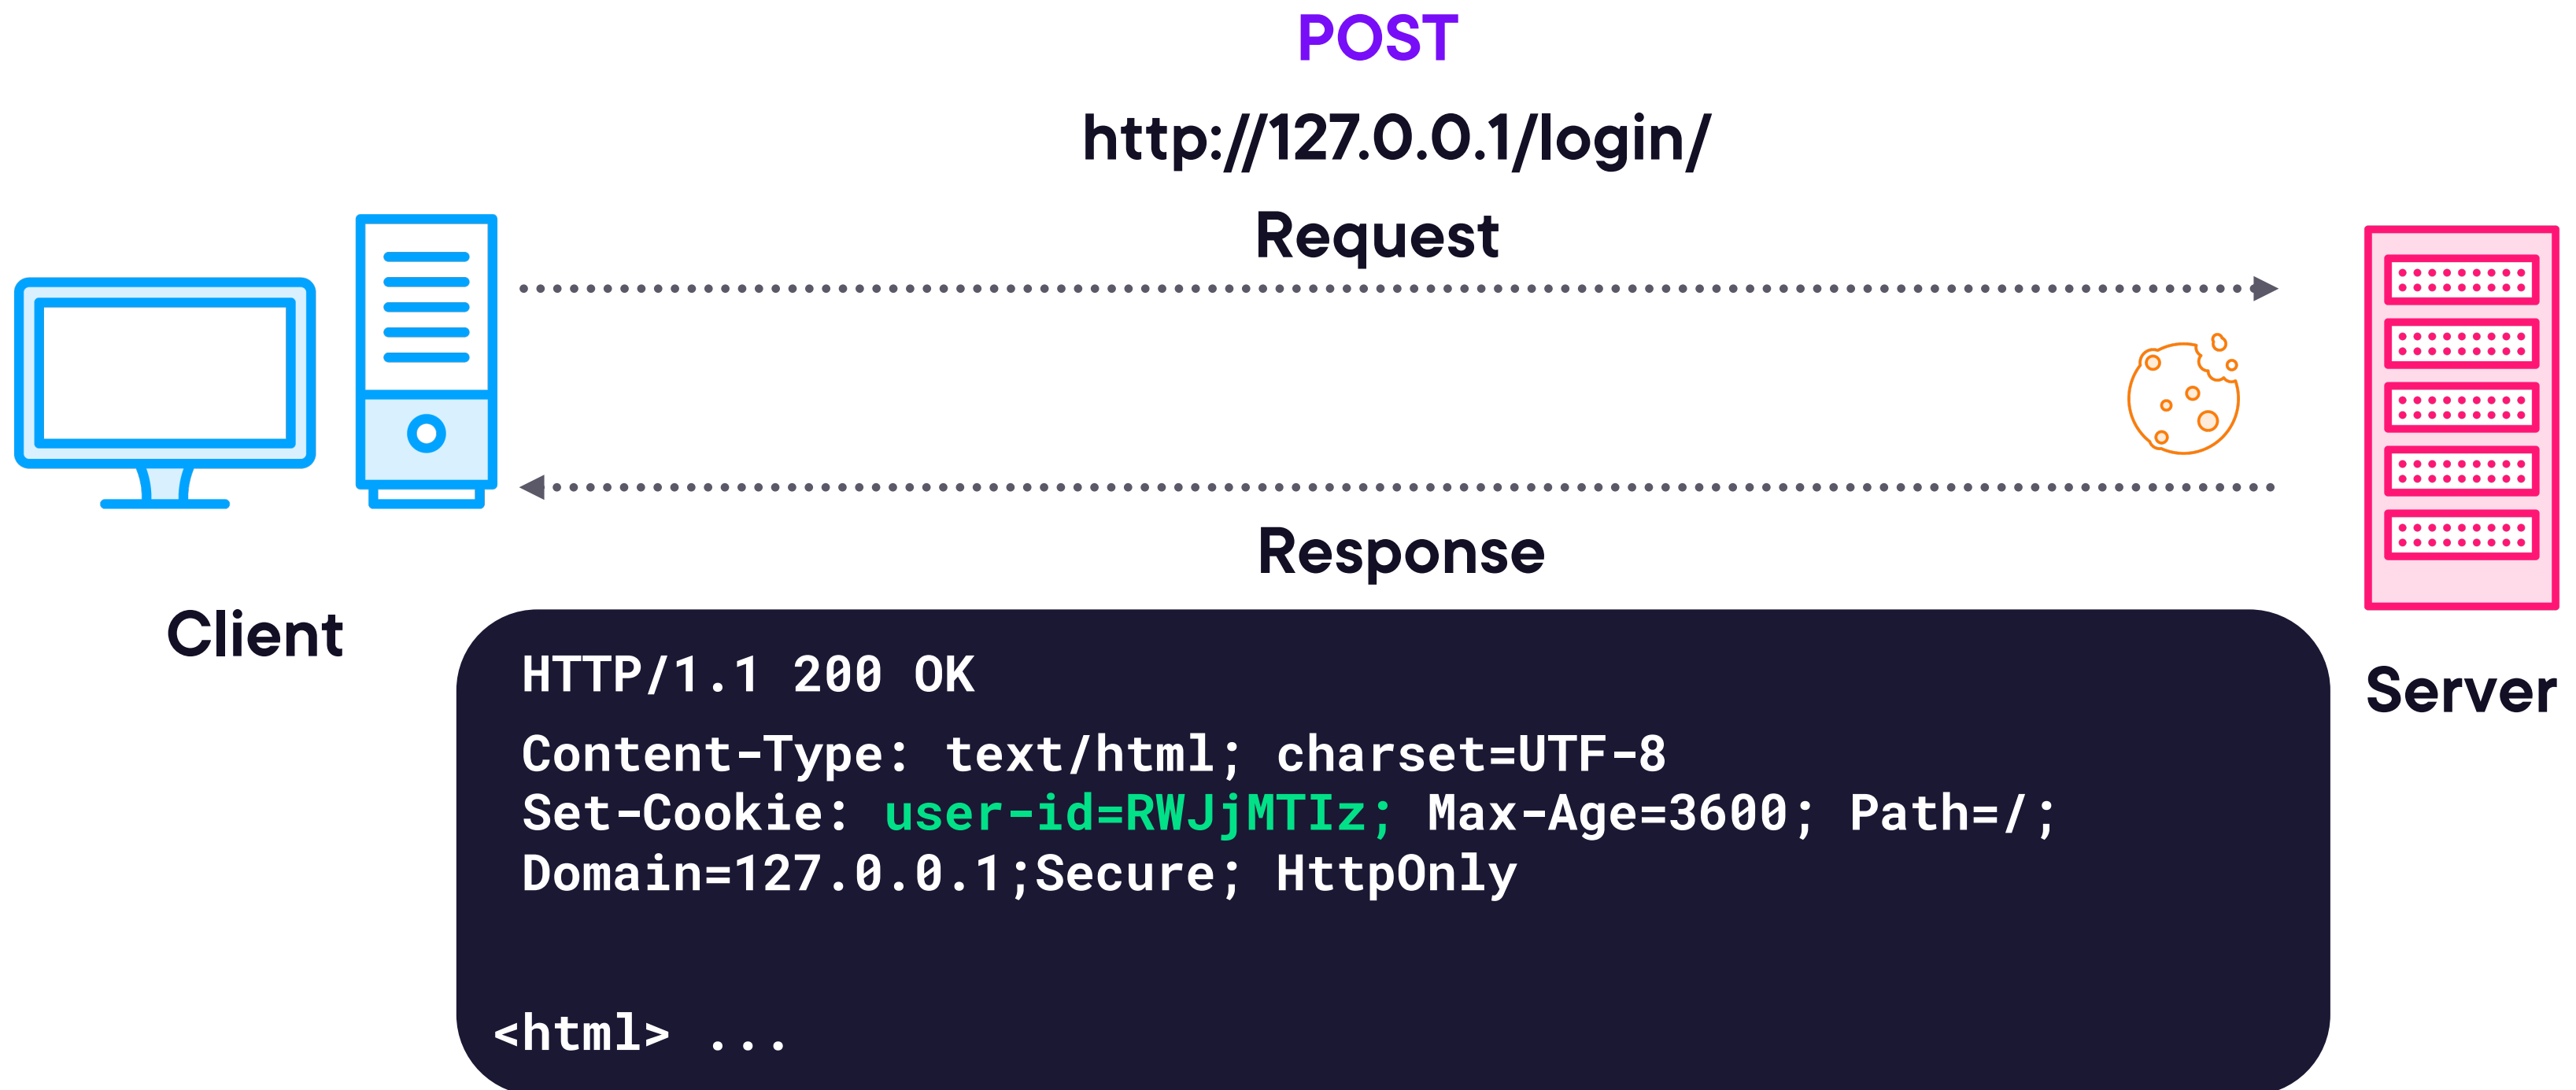 POST
http://127.0.0.1/login/
Request
Response
Client
Server
HTTP/1.1 200 OK
Content-Type: text/html; charset=UTF-8
Set-Cookie: user-id=RWJjMTIz; Max-Age=3600; Path=/;
Domain=127.0.0.1;Secure; HttpOnly
<html> ...